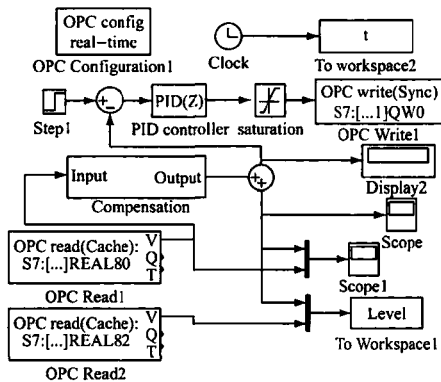 OPC config
real-time
OPC Configuration1
Clock
t
To workspace2
Step1
PID(Z)
PID controller
saturation
OPC write(Sync)
S7:[...1}QW0
OPC Write1
Input
Output
Compensation
Display2
Scope
OPC read(Cache):
S7:[...]REAL80
V
Q
T
OPC Read1
Scope1
OPC read(Cache):
S7:[...]REAL82
V
Q
T
OPC Read2
Level
To Workspace1